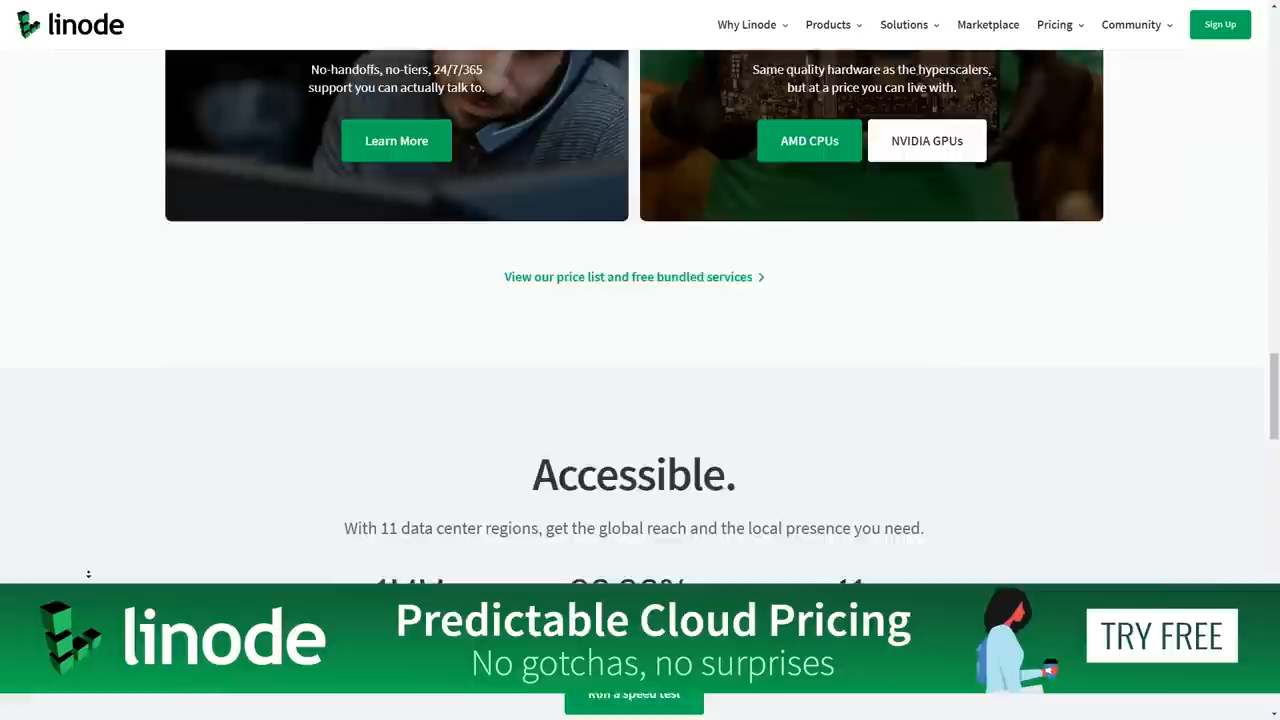 linode
Why Linode
Products
Solutions
Marketplace
Pricing
Community
Sign Up
No-handoffs, no-tiers, 24/7/365
support you can actually talk to.
Learn More
Same quality hardware as the hyperscalers,
but at a price you can live with.
AMD CPUs
NVIDIA GPUs
View our price list and free bundled services
Accessible.
With 11 data center regions, get the global reach and the local presence you need.
linode
Predictable Cloud Pricing
No gotchas, no surprises
TRY FREE
Run a speed test